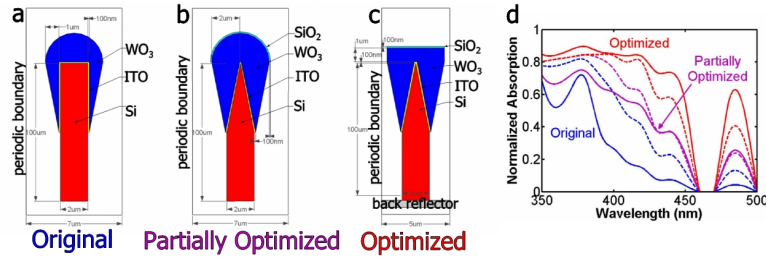 a
1um
100nm
WO3
ITO
Si
periodic boundary
100um
2um
7um
Original
b
2um
SiO2
WO3
ITO
Si
periodic boundary
100um
100nm
2um
7um
Partially Optimized
c
100nm
1um
100nm
SiO2
WO3
ITO
Si
periodic boundary
100um
back reflector
5um
Optimized
d
Normalized Absorption
1
0.8
0.6
0.4
0.2
0
Optimized
Partially
Optimized
Original
350
400
450
500
Wavelength (nm)